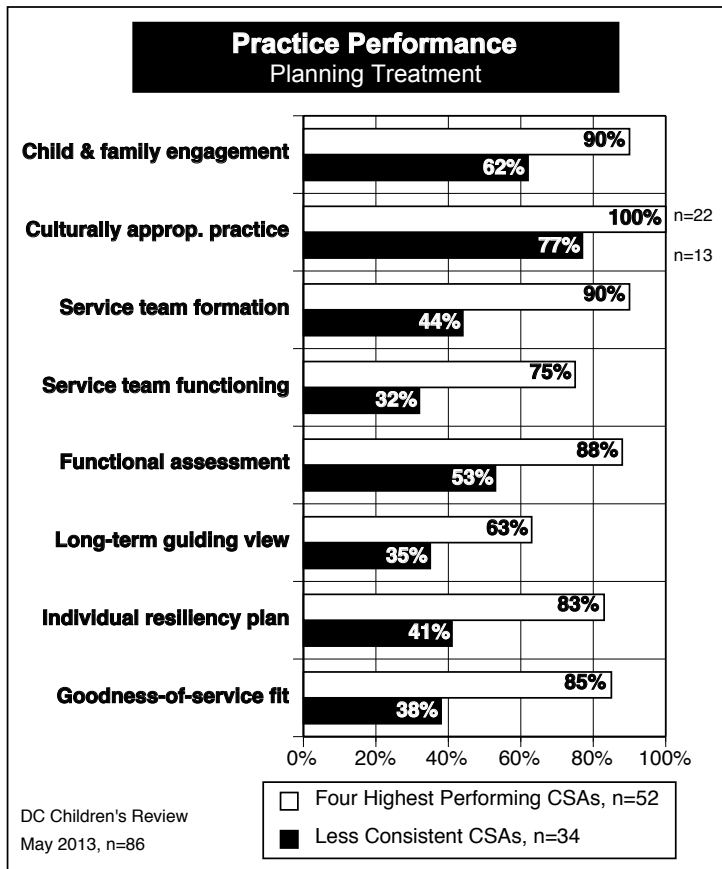 Practice Performance
Planning Treatment
Child & family engagement
90%
62%
Culturally approp. practice
100%
n=22
77%
n=13
Service team formation
90%
44%
Service team functioning
75%
32%
Functional assessment
88%
53%
Long-term guiding view
63%
35%
Individual resiliency plan
83%
41%
Goodness-of-service fit
85%
38%
0% 20% 40% 60% 80% 100%
Four Highest Performing CSAs, n=52
Less Consistent CSAs, n=34
DC Children's Review
May 2013, n=86